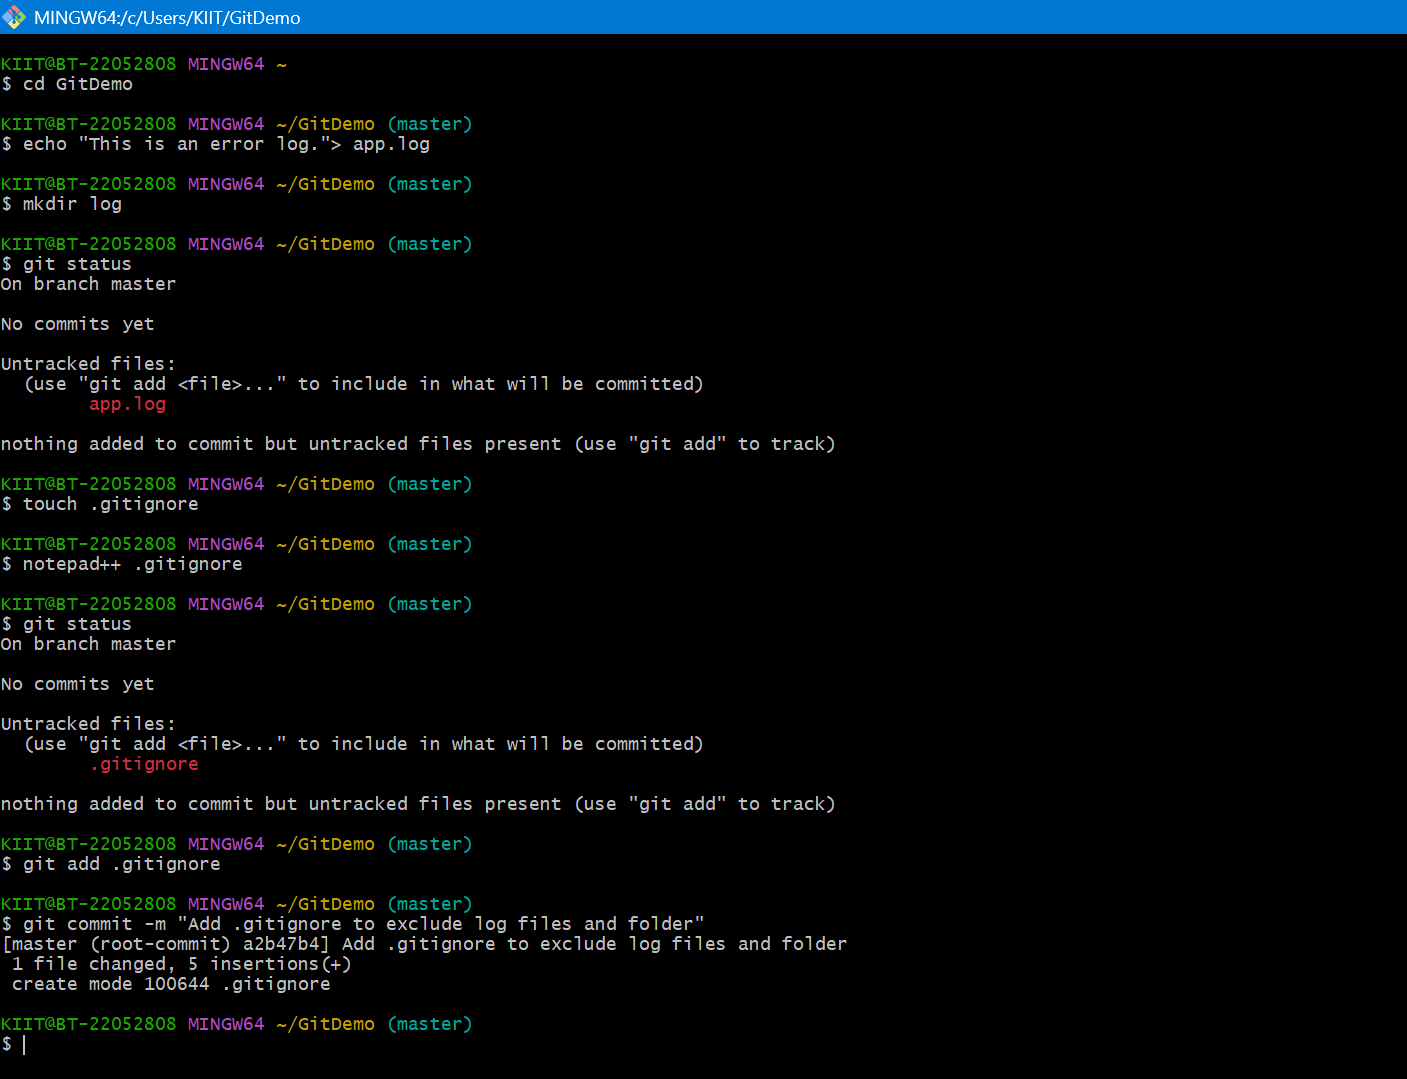 MINGW64:/c/Users/KIIT/GitDemo
KIIT@BT-22052808 MINGW64 ~
$ cd GitDemo
KIIT@BT-22052808 MINGW64 ~/GitDemo (master)
$ echo "This is an error log."> app.log
KIIT@BT-22052808 MINGW64 ~/GitDemo (master)
$ mkdir log
KIIT@BT-22052808 MINGW64 ~/GitDemo (master)
$ git status
On branch master
No commits yet
Untracked files:
  (use "git add <file>..." to include in what will be committed)
        app.log
nothing added to commit but untracked files present (use "git add" to track)
KIIT@BT-22052808 MINGW64 ~/GitDemo (master)
$ touch .gitignore
KIIT@BT-22052808 MINGW64 ~/GitDemo (master)
$ notepad++ .gitignore
KIIT@BT-22052808 MINGW64 ~/GitDemo (master)
$ git status
On branch master
No commits yet
Untracked files:
  (use "git add <file>..." to include in what will be committed)
        .gitignore
nothing added to commit but untracked files present (use "git add" to track)
KIIT@BT-22052808 MINGW64 ~/GitDemo (master)
$ git add .gitignore
KIIT@BT-22052808 MINGW64 ~/GitDemo (master)
$ git commit -m "Add .gitignore to exclude log files and folder"
[master (root-commit) a2b47b4] Add .gitignore to exclude log files and folder
 1 file changed, 5 insertions(+)
 create mode 100644 .gitignore
KIIT@BT-22052808 MINGW64 ~/GitDemo (master)
$